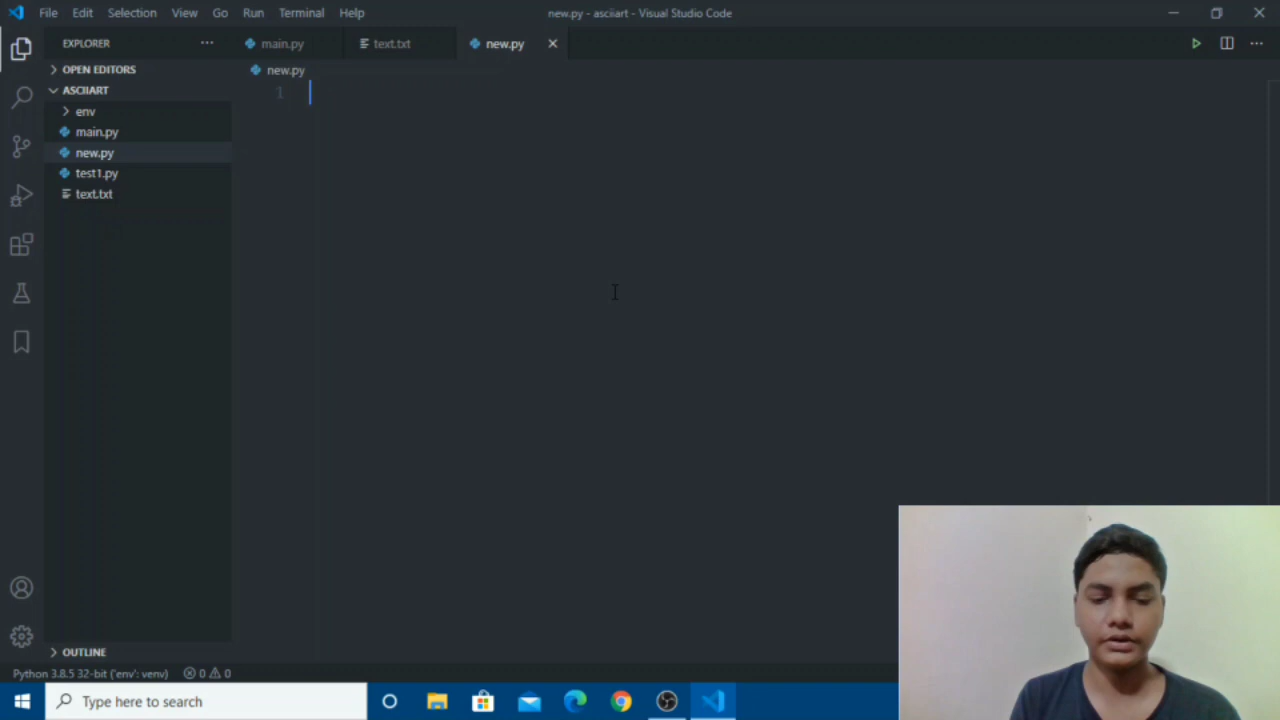 File Edit Selection View Go Run Terminal Help
new.py - asciiart - Visual Studio Code
EXPLORER
main.py
text.txt
new.py
OPEN EDITORS
new.py
ASCIIART
1
env
main.py
new.py
test1.py
text.txt
OUTLINE
Python 3.8.5 32-bit ('env': venv)
0
0
Type here to search